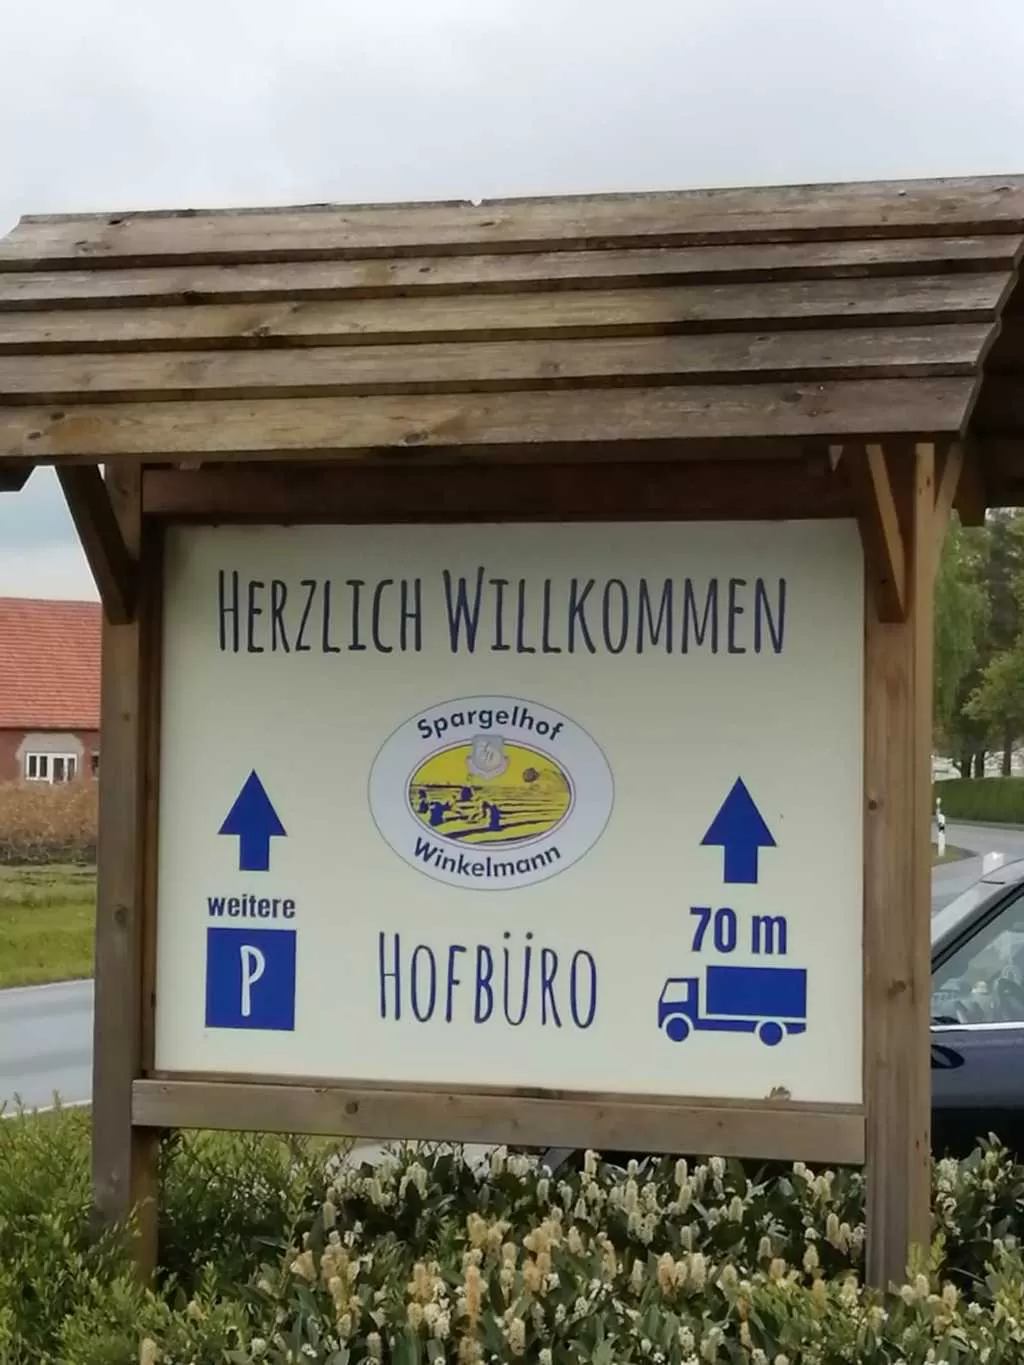 HERZLICH WILLKOMMEN
Spargelhof
Winkelmann
weitere
P
HOFBÜRO
70 m